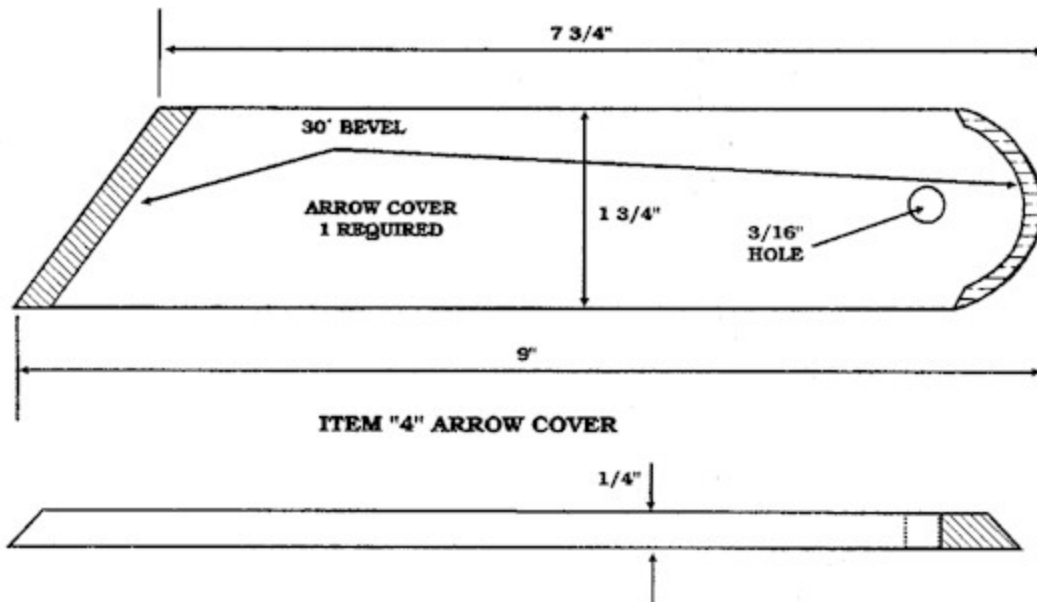 7 3/4"
30° BEVEL
ARROW COVER
1 REQUIRED
1 3/4"
3/16"
HOLE
9"
ITEM "4" ARROW COVER
1/4"